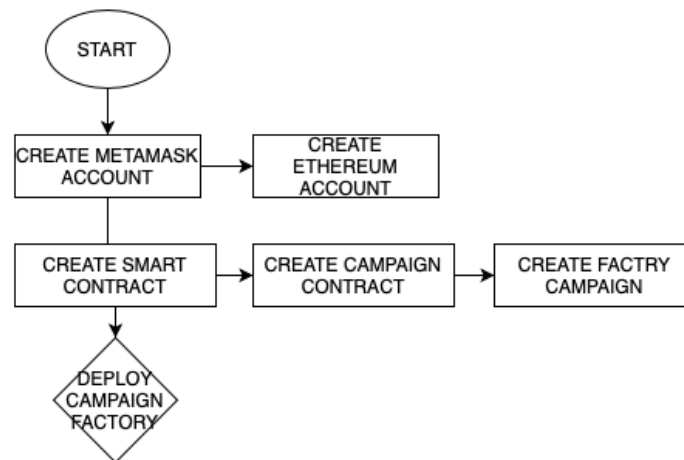 START
CREATE METAMASK
ACCOUNT
CREATE
ETHEREUM
ACCOUNT
CREATE SMART
CONTRACT
CREATE CAMPAIGN
CONTRACT
CREATE FACTRY
CAMPAIGN
DEPLOY
CAMPAIGN
FACTORY